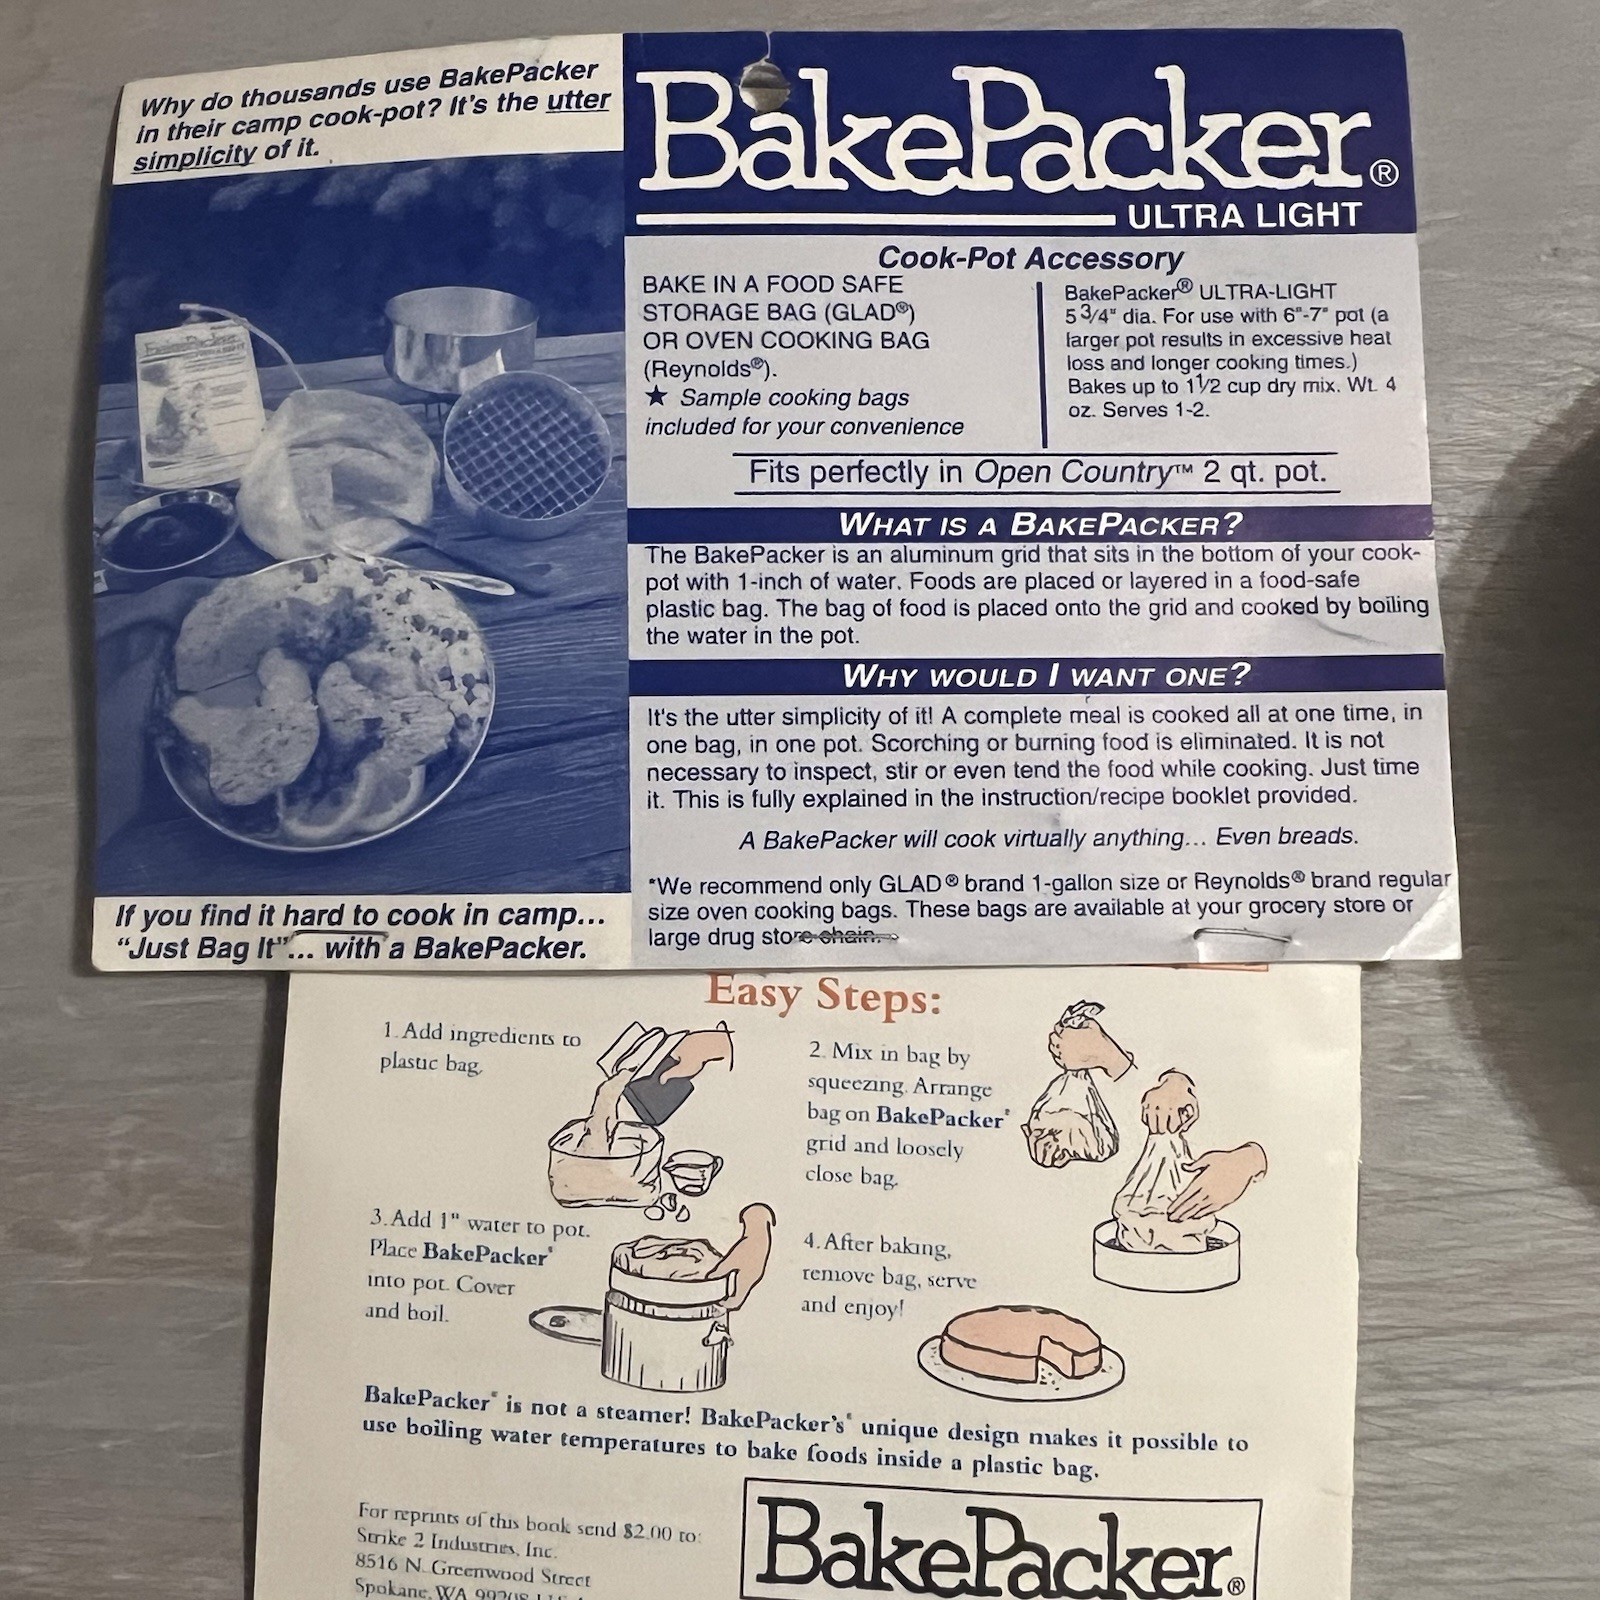 Why do thousands use BakePacker
in their camp cook-pot? It's the utter
simplicity of it.
BakePacker®
ULTRA LIGHT
Cook-Pot Accessory
BAKE IN A FOOD SAFE
STORAGE BAG (GLAD®)
OR OVEN COOKING BAG
(Reynolds®).
★ Sample cooking bags
included for your convenience
BakePacker® ULTRA-LIGHT
5 3/4" dia. For use with 6"-7" pot (a
larger pot results in excessive heat
loss and longer cooking times.)
Bakes up to 1 1/2 cup dry mix. Wt. 4
oz. Serves 1-2.
Fits perfectly in Open Country™ 2 qt. pot.
WHAT IS A BAKEPACKER?
The BakePacker is an aluminum grid that sits in the bottom of your cook-
pot with 1-inch of water. Foods are placed or layered in a food-safe
plastic bag. The bag of food is placed onto the grid and cooked by boiling
the water in the pot.
WHY WOULD I WANT ONE?
It's the utter simplicity of it! A complete meal is cooked all at one time, in
one bag, in one pot. Scorching or burning food is eliminated. It is not
necessary to inspect, stir or even tend the food while cooking. Just time
it. This is fully explained in the instruction/recipe booklet provided.
A BakePacker will cook virtually anything... Even breads.
*We recommend only GLAD® brand 1-gallon size or Reynolds® brand regular
size oven cooking bags. These bags are available at your grocery store or
large drug store chain.
If you find it hard to cook in camp...
"Just Bag It"... with a BakePacker.
Easy Steps:
1. Add ingredients to
plastic bag.
2. Mix in bag by
squeezing. Arrange
bag on BakePacker®
grid and loosely
close bag.
3. Add 1" water to pot.
Place BakePacker®
into pot. Cover
and boil.
4. After baking,
remove bag, serve
and enjoy!
BakePacker® is not a steamer! BakePacker's® unique design makes it possible to
use boiling water temperatures to bake foods inside a plastic bag.
For reprints of this book send $2.00 to:
Strike 2 Industries, Inc.
8516 N. Greenwood Street
Spokane, WA 99208
BakePacker®